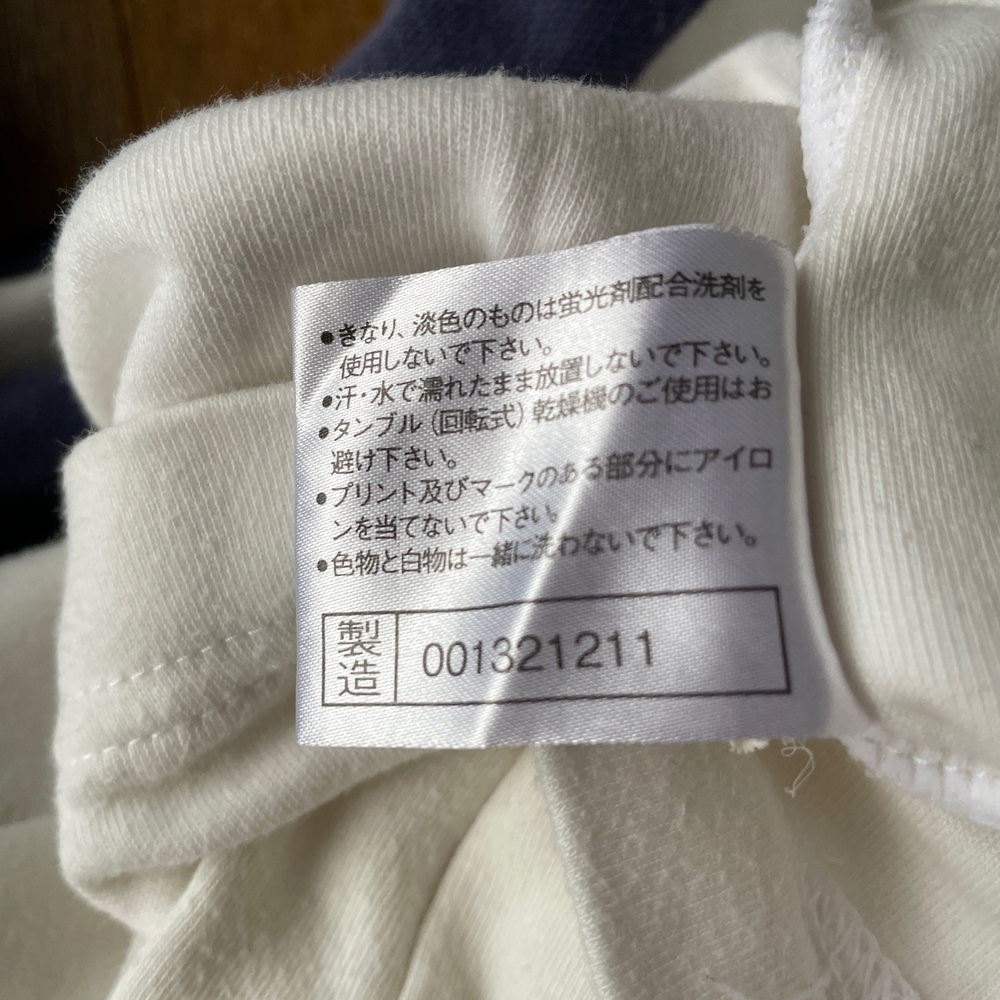 ●きなり、淡色のものは蛍光剤配合洗剤を
使用しないで下さい。
●汗・水で濡れたまま放置しないで下さい。
●タンブル(回転式)乾燥機のご使用はお
避け下さい。
●プリント及びマークのある部分にアイロ
ンを当てないで下さい。
●色物と白物は一緒に洗わないで下さい。
製造 001321211